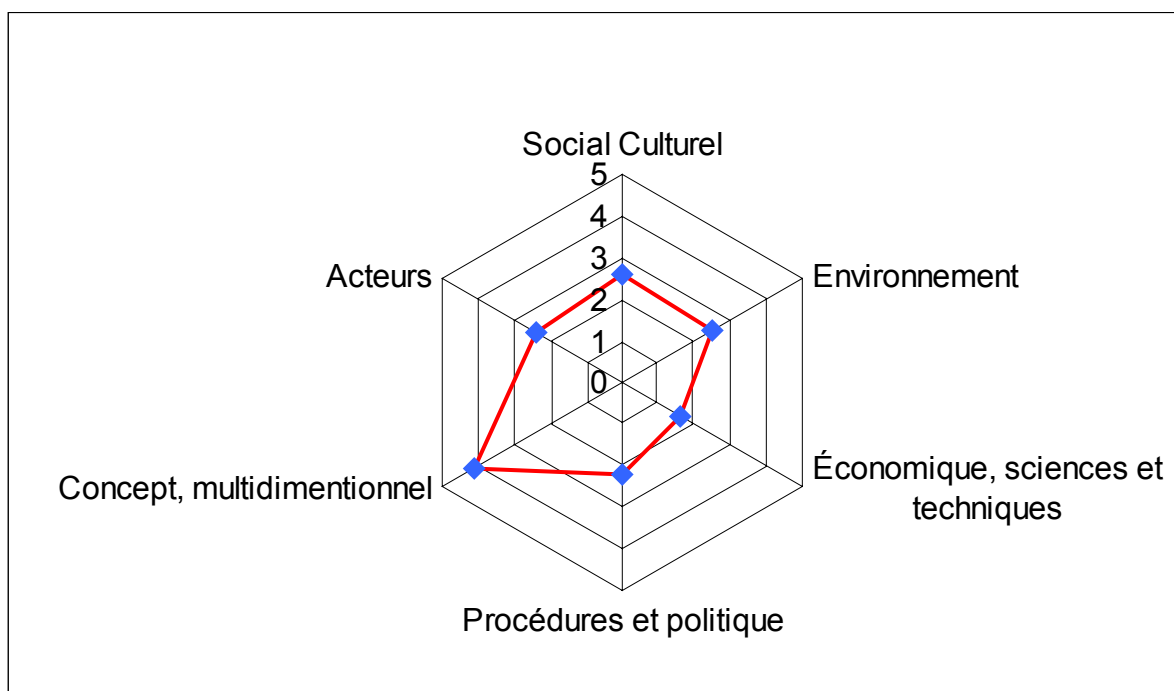 Social Culturel
5
4
3
2
1
0
Acteurs
Environnement
Concept, multidimentionnel
Économique, sciences et
techniques
Procédures et politique